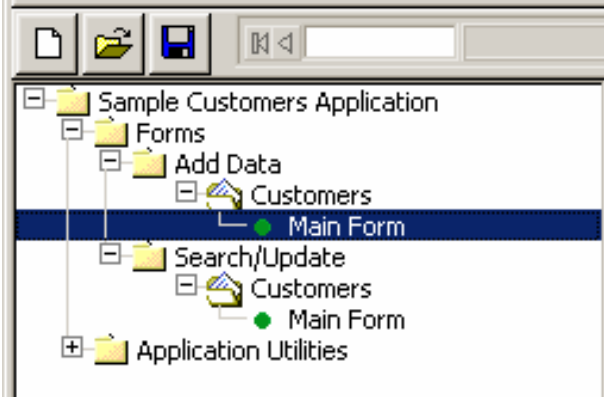 Sample Customers Application
Forms
Add Data
Customers
Main Form
Search/Update
Customers
Main Form
Application Utilities